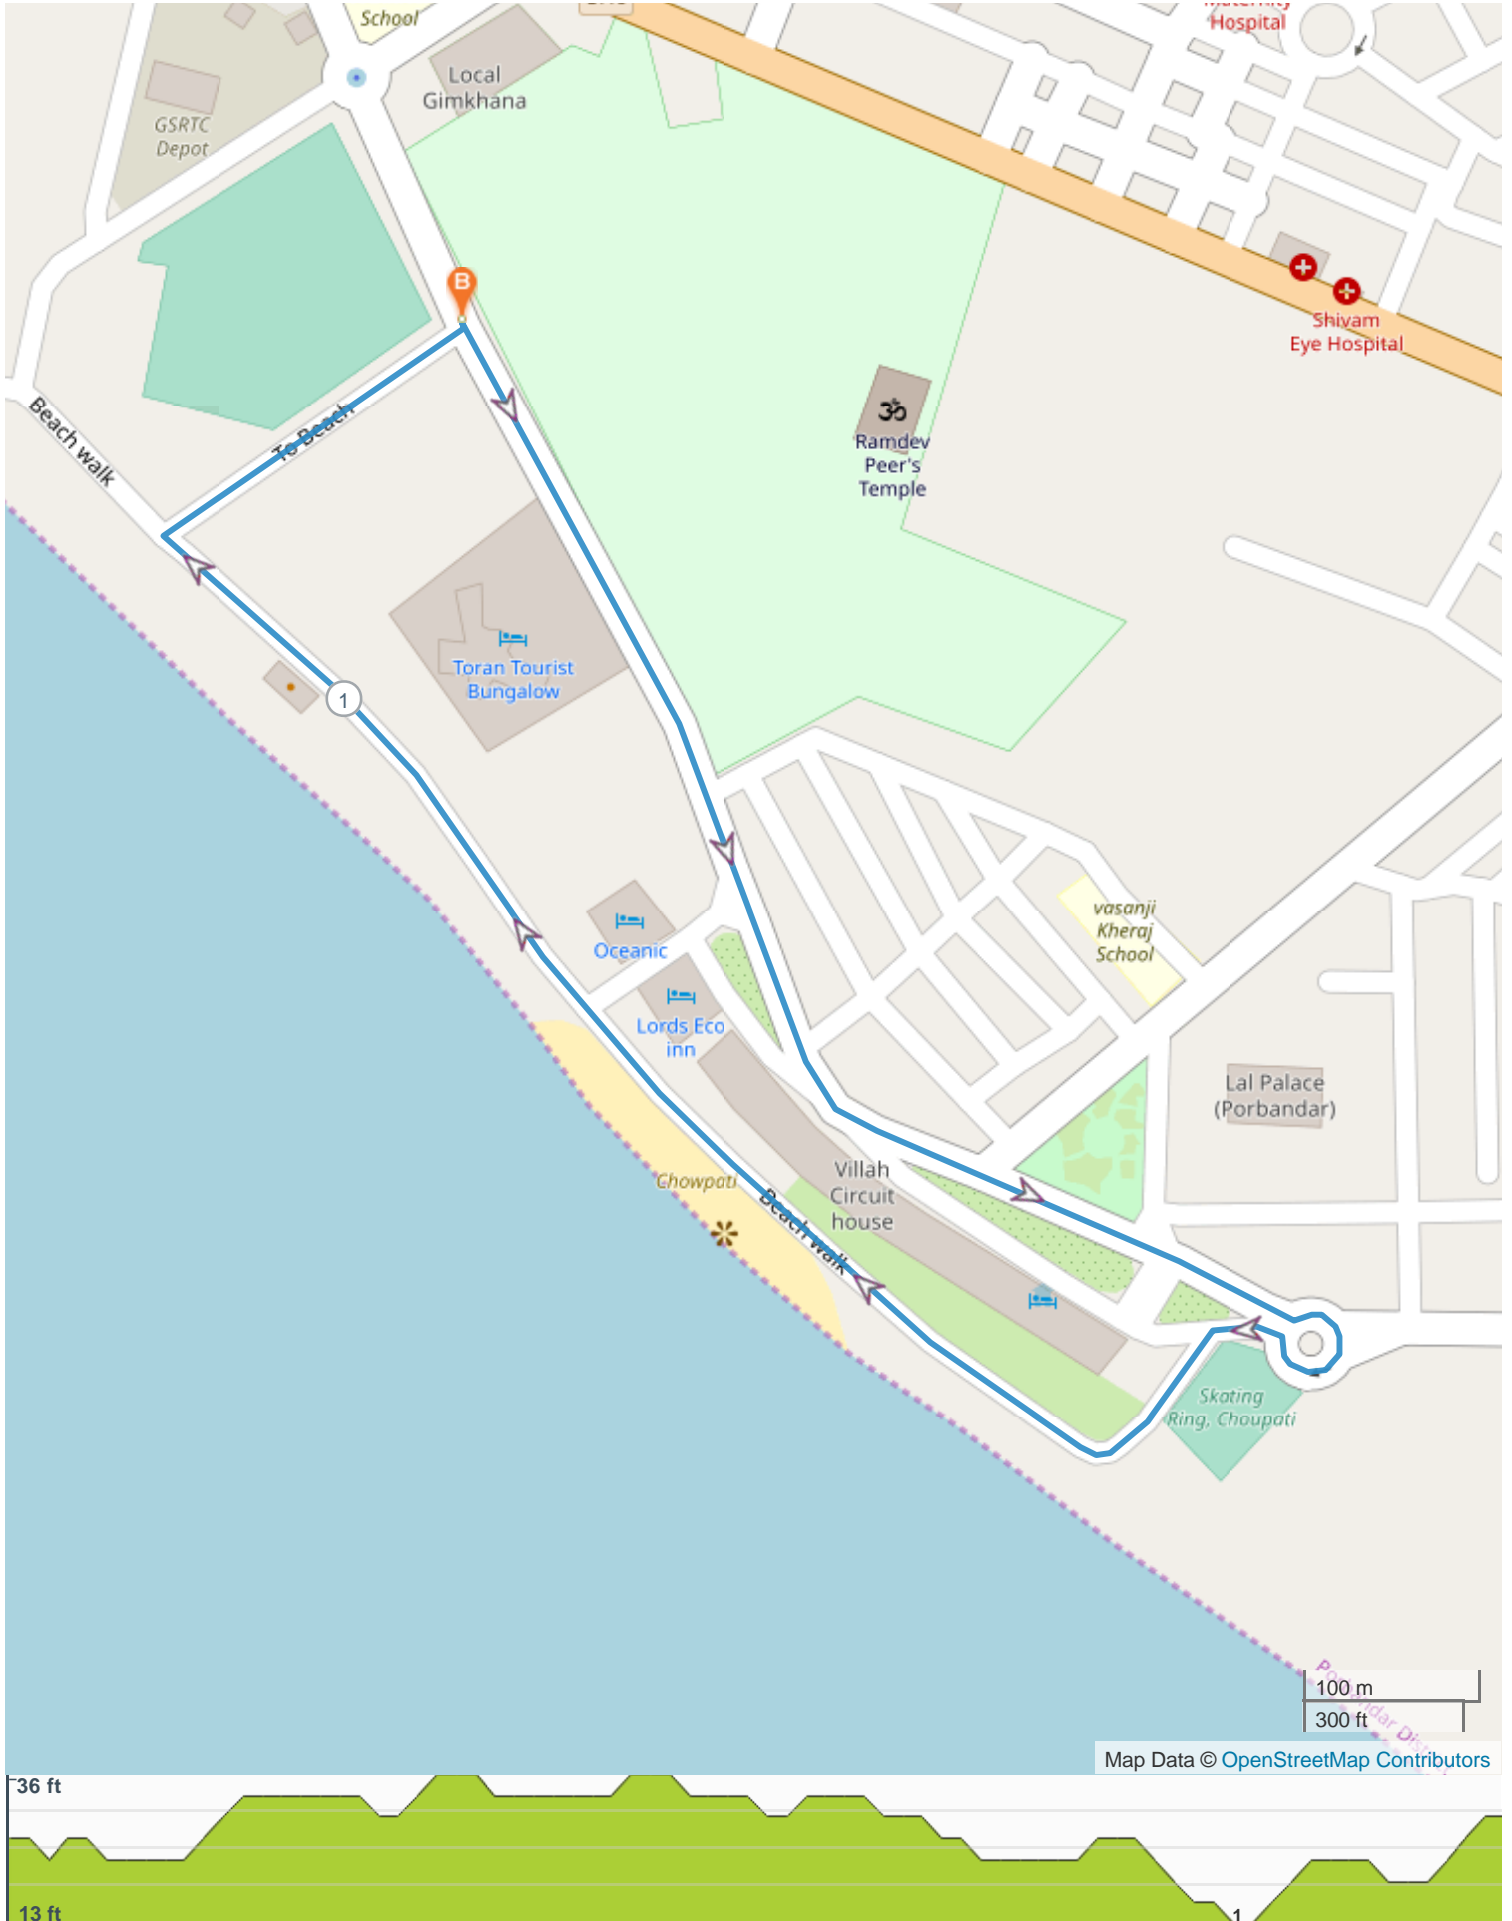 School
Hospital
Local
Gimkhana
GSRTC
Depot
B
Shivam
Eye Hospital
Beach walk
To Beach
ॐ
Ramdev
Peer's
Temple
Toran Tourist
Bungalow
1
Oceanic
vasanji
Kheraj
School
Lords Eco
inn
Lal Palace
(Porbandar)
Chowpati
Villah
Circuit
house
Beach walk
Skating
Ring, Choupati
Porbandar Dist
100 m
300 ft
Map Data © OpenStreetMap Contributors
36 ft
13 ft
1